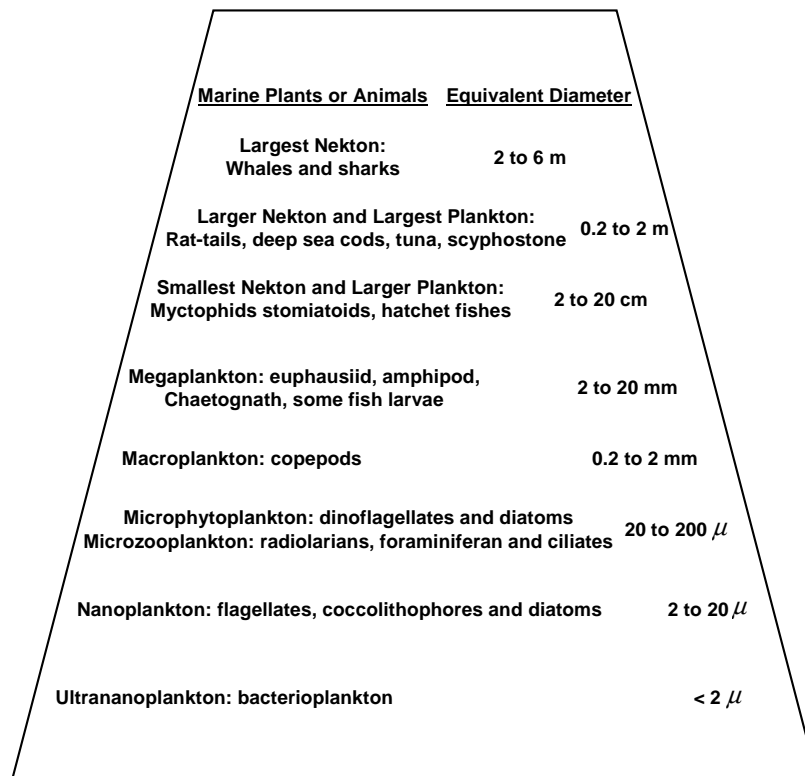 Marine Plants or Animals Equivalent Diameter
Largest Nekton:
Whales and sharks 2 to 6 m
Larger Nekton and Largest Plankton:
Rat-tails, deep sea cods, tuna, scyphostone 0.2 to 2 m
Smallest Nekton and Larger Plankton:
Myctophids stomiatoids, hatchet fishes 2 to 20 cm
Megaplankton: euphausiid, amphipod,
Chaetognath, some fish larvae 2 to 20 mm
Macroplankton: copepods 0.2 to 2 mm
Microphytoplankton: dinoflagellates and diatoms
Microzooplankton: radiolarians, foraminiferan and ciliates 20 to 200 μ
Nanoplankton: flagellates, coccolithophores and diatoms 2 to 20 μ
Ultrananoplankton: bacterioplankton < 2 μ